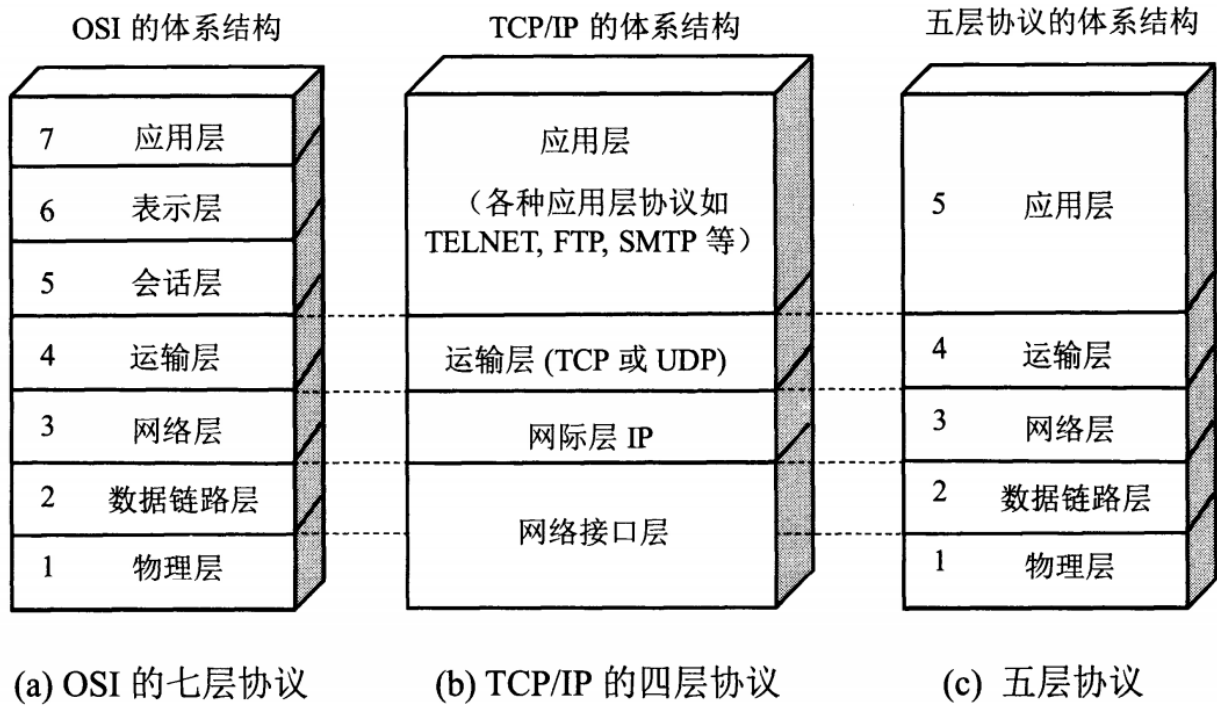 OSI 的体系结构
7 应用层
6 表示层
5 会话层
4 运输层
3 网络层
2 数据链路层
1 物理层
(a) OSI 的七层协议
TCP/IP 的体系结构
应用层
（各种应用层协议如
TELNET, FTP, SMTP 等）
运输层 (TCP 或 UDP)
网际层 IP
网络接口层
(b) TCP/IP 的四层协议
五层协议的体系结构
5 应用层
4 运输层
3 网络层
2 数据链路层
1 物理层
(c) 五层协议